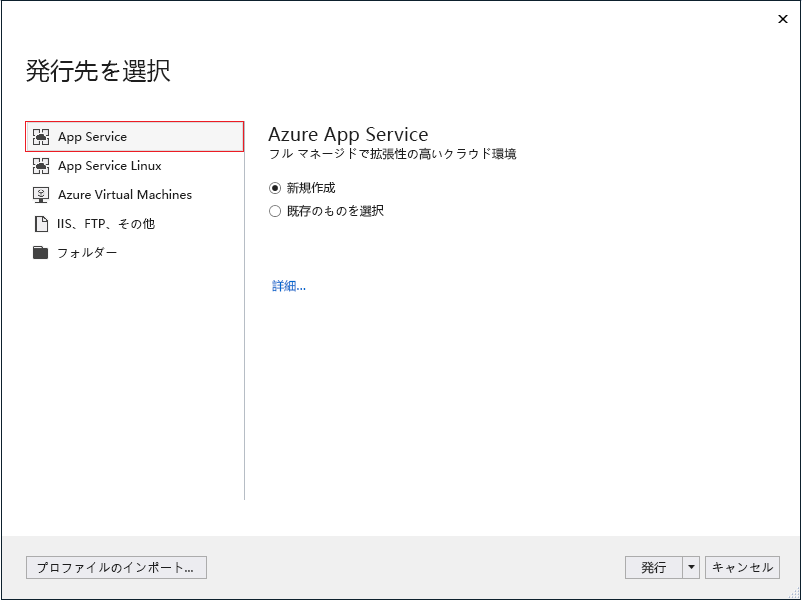 発行先を選択
App Service
App Service Linux
Azure Virtual Machines
IIS、FTP、その他
フォルダー
Azure App Service
フル マネージドで拡張性の高いクラウド環境
新規作成
既存のものを選択
詳細...
プロファイルのインポート...
発行
キャンセル